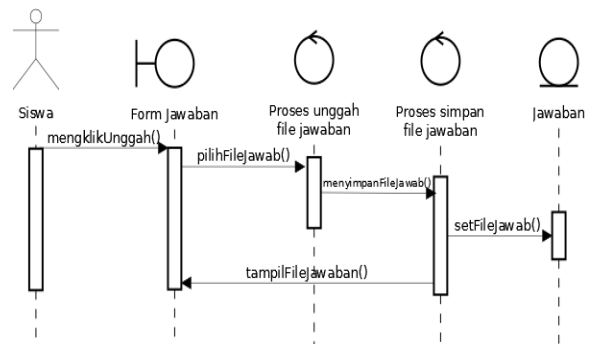 Siswa
Form Jawaban
Proses unggah
file jawaban
Proses simpan
file jawaban
Jawaban
mengklikUnggah()
pilihFileJawab()
menyimpanFileJawab()
setFileJawab()
tampilFileJawaban()